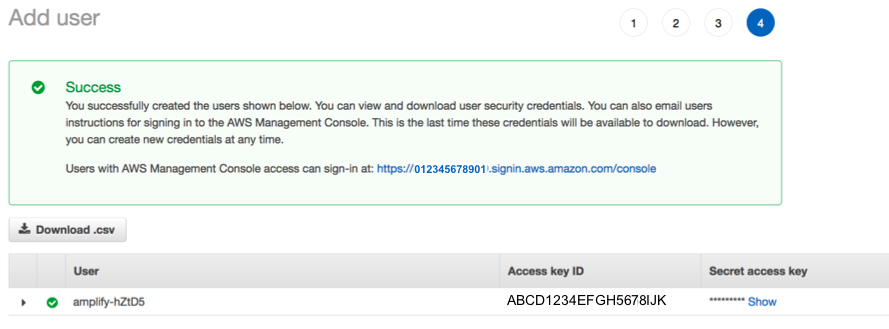 Add user
1 2 3 4
Success
You successfully created the users shown below. You can view and download user security credentials. You can also email users
instructions for signing in to the AWS Management Console. This is the last time these credentials will be available to download. However,
you can create new credentials at any time.
Users with AWS Management Console access can sign-in at: https://012345678901.signin.aws.amazon.com/console
Download .csv
User Access key ID Secret access key
amplify-hZtD5 ABCD1234EFGH5678IJK ********* Show